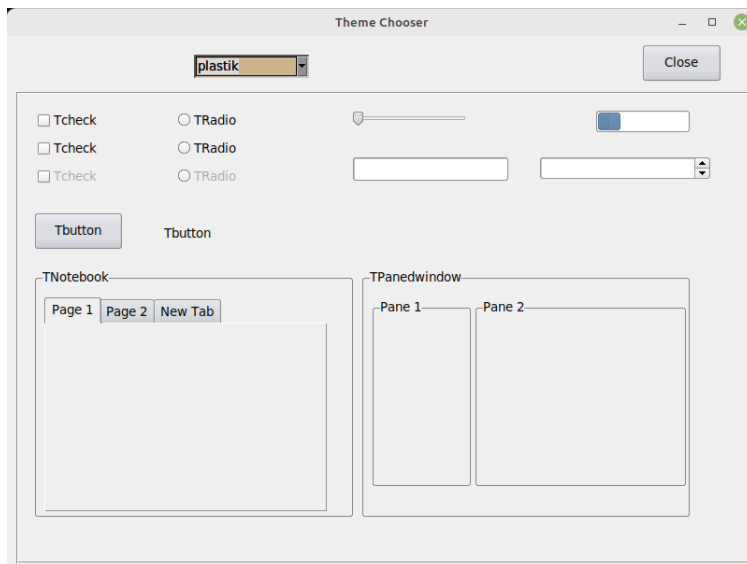 Theme Chooser
plastik
Close
Tcheck
TRadio
Tcheck
TRadio
Tcheck
TRadio
Tbutton
Tbutton
TNotebook
TPanedwindow
Page 1
Page 2
New Tab
Pane 1
Pane 2